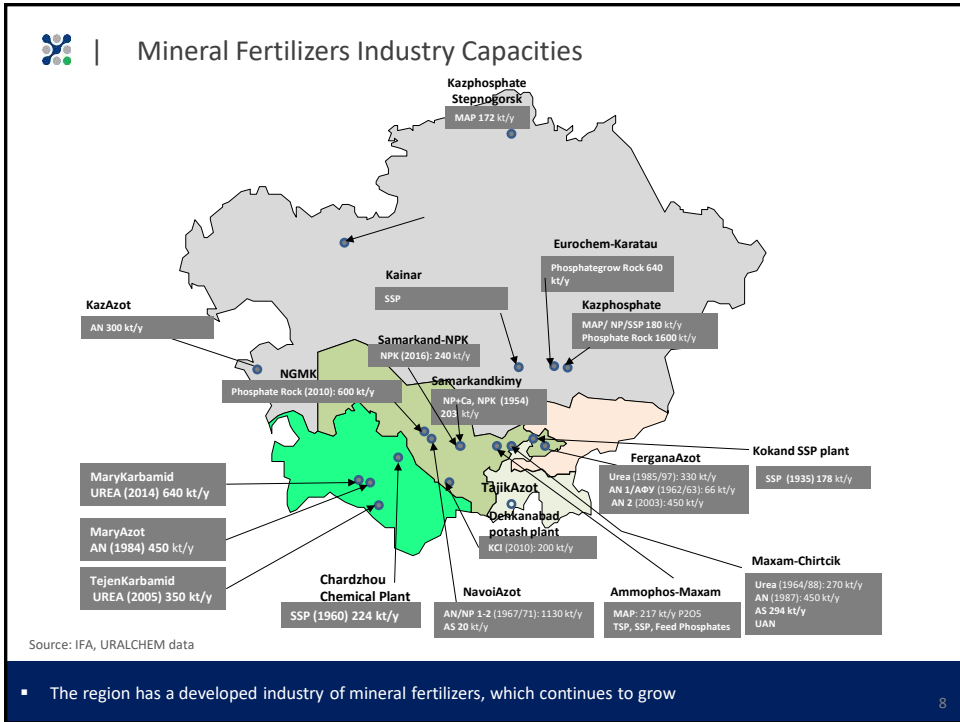 | Mineral Fertilizers Industry Capacities
Kazphosphate
Stepnogorsk
MAP 172 kt/y
Eurochem-Karatau
Phosphategrow Rock 640
kt/y
Kainar
SSP
KazAzot
AN 300 kt/y
Kazphosphate
MAP/ NP/SSP 180 kt/y
Phosphate Rock 1600 kt/y
Samarkand-NPK
NPK (2016): 240 kt/y
NGMK
Phosphate Rock (2010): 600 kt/y
Samarkandkimy
NP+Ca, NPK (1954)
203 kt/y
Kokand SSP plant
SSP (1935) 178 kt/y
FerganaAzot
Urea (1985/97): 330 kt/y
AN 1/АФУ (1962/63): 66 kt/y
AN 2 (2003): 450 kt/y
MaryKarbamid
UREA (2014) 640 kt/y
TajikAzot
Dehkanabad
potash plant
KCl (2010): 200 kt/y
MaryAzot
AN (1984) 450 kt/y
Maxam-Chirtcik
Urea (1964/88): 270 kt/y
AN (1987): 450 kt/y
AS 294 kt/y
UAN
TejenKarbamid
UREA (2005) 350 kt/y
Chardzhou
Chemical Plant
SSP (1960) 224 kt/y
NavoiAzot
AN/NP 1-2 (1967/71): 1130 kt/y
AS 20 kt/y
Ammophos-Maxam
MAP: 217 kt/y P2O5
TSP, SSP, Feed Phosphates
Source: IFA, URALCHEM data
▪ The region has a developed industry of mineral fertilizers, which continues to grow
8